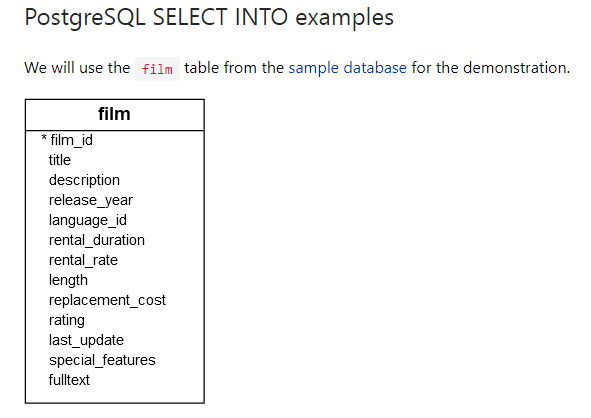 PostgreSQL SELECT INTO examples
We will use the film table from the sample database for the demonstration.
film
* film_id
title
description
release_year
language_id
rental_duration
rental_rate
length
replacement_cost
rating
last_update
special_features
fulltext